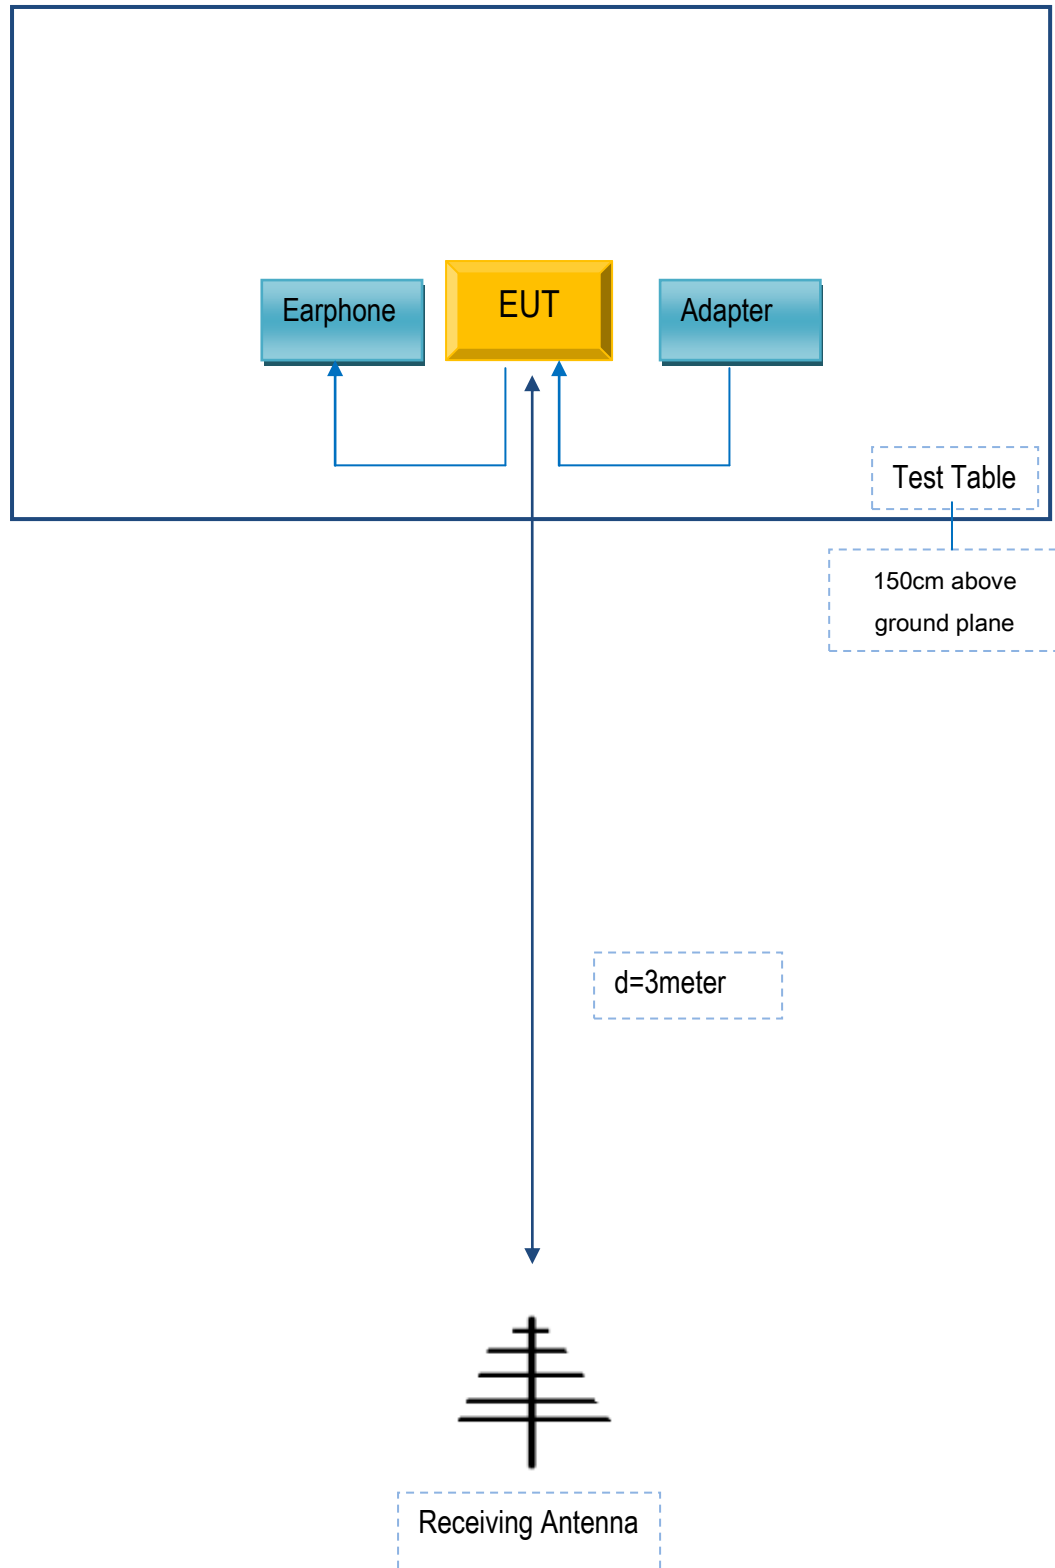 Earphone
EUT
Adapter
Test Table
150cm above
ground plane
d=3meter
Receiving Antenna